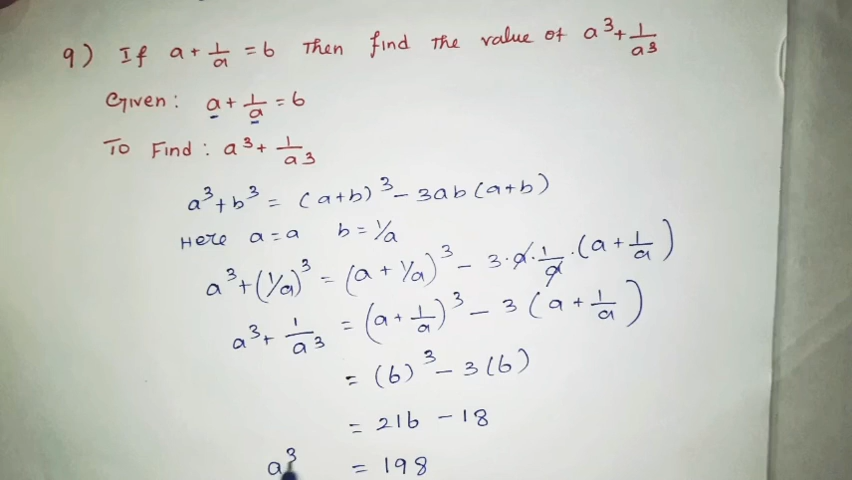 9) If a + 1/a = 6 Then find the value of a³ + 1/a³
Given: a + 1/a = 6
To Find: a³ + 1/a³
a³ + b³ = (a+b)³ - 3ab(a+b)
Here a = a b = 1/a
a³ + (1/a)³ = (a + 1/a)³ - 3·a·1/a·(a + 1/a)
a³ + 1/a³ = (a + 1/a)³ - 3(a + 1/a)
= (6)³ - 3(6)
= 216 - 18
a³ = 198